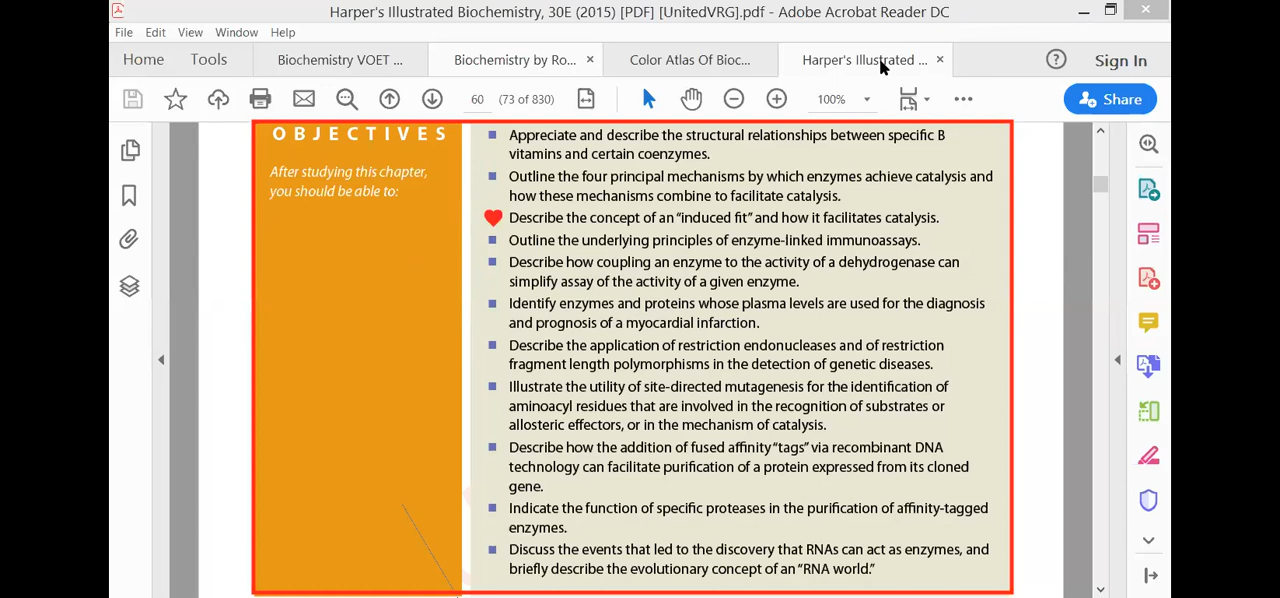 Harper's Illustrated Biochemistry, 30E (2015) [PDF] [UnitedVRG].pdf - Adobe Acrobat Reader DC
File Edit View Window Help
Home Tools Biochemistry VOET ... Biochemistry by Ro... × Color Atlas Of Bioc... Harper's Illustrated ... × Sign In
60 (73 of 830) 100% Share
OBJECTIVES
After studying this chapter,
you should be able to:
Appreciate and describe the structural relationships between specific B
vitamins and certain coenzymes.
Outline the four principal mechanisms by which enzymes achieve catalysis and
how these mechanisms combine to facilitate catalysis.
Describe the concept of an “induced fit” and how it facilitates catalysis.
Outline the underlying principles of enzyme-linked immunoassays.
Describe how coupling an enzyme to the activity of a dehydrogenase can
simplify assay of the activity of a given enzyme.
Identify enzymes and proteins whose plasma levels are used for the diagnosis
and prognosis of a myocardial infarction.
Describe the application of restriction endonucleases and of restriction
fragment length polymorphisms in the detection of genetic diseases.
Illustrate the utility of site-directed mutagenesis for the identification of
aminoacyl residues that are involved in the recognition of substrates or
allosteric effectors, or in the mechanism of catalysis.
Describe how the addition of fused affinity “tags” via recombinant DNA
technology can facilitate purification of a protein expressed from its cloned
gene.
Indicate the function of specific proteases in the purification of affinity-tagged
enzymes.
Discuss the events that led to the discovery that RNAs can act as enzymes, and
briefly describe the evolutionary concept of an “RNA world.”